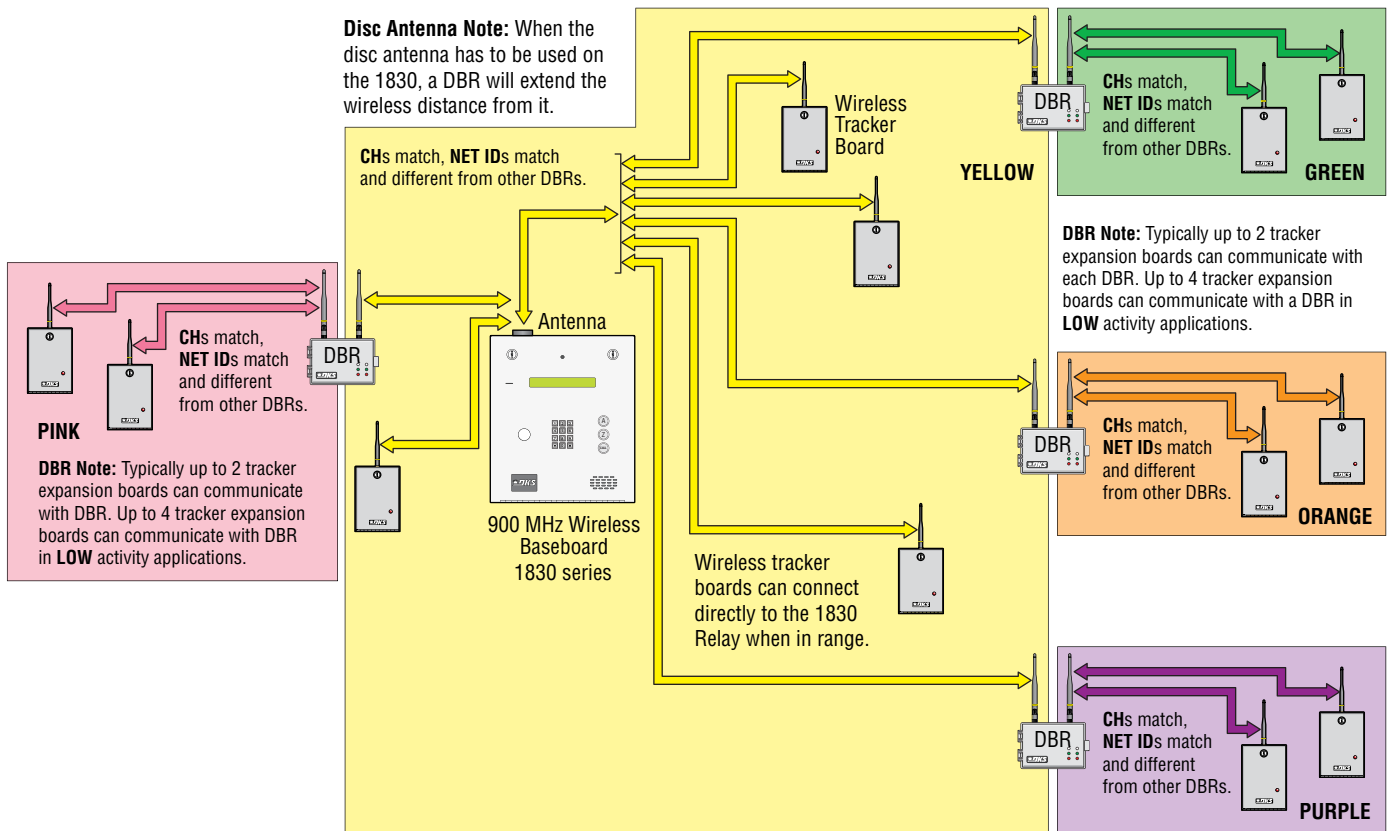 Disc Antenna Note: When the
disc antenna has to be used on
the 1830, a DBR will extend the
wireless distance from it.
CHs match, NET IDs match
and different from other DBRs.
Wireless
Tracker
Board
YELLOW
DBR
CHs match,
NET IDs match
and different
from other DBRs.
GREEN
DBR Note: Typically up to 2 tracker
expansion boards can communicate with
each DBR. Up to 4 tracker expansion
boards can communicate with a DBR in
LOW activity applications.
DBR
CHs match,
NET IDs match
and different
from other DBRs.
PINK
DBR Note: Typically up to 2 tracker
expansion boards can communicate
with DBR. Up to 4 tracker expansion
boards can communicate with DBR
in LOW activity applications.
Antenna
A
Z
DKS
900 MHz Wireless
Baseboard
1830 series
Wireless tracker
boards can connect
directly to the 1830
Relay when in range.
DBR
CHs match,
NET IDs match
and different
from other DBRs.
ORANGE
DBR
CHs match,
NET IDs match
and different
from other DBRs.
PURPLE